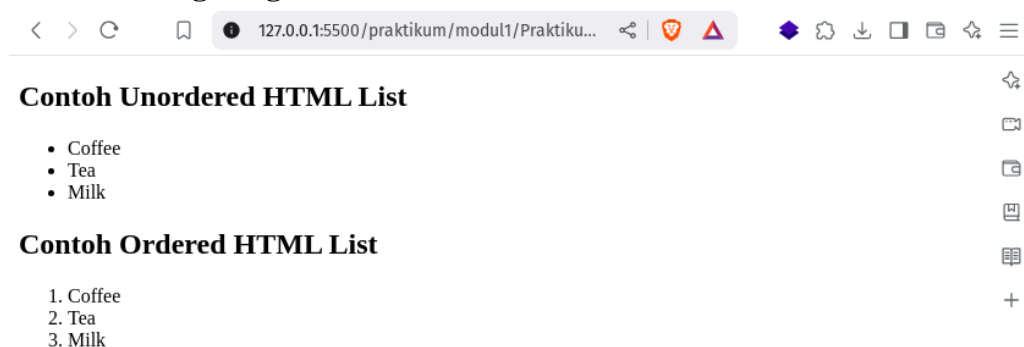 127.0.0.1:5500/praktikum/modul1/Praktiku...
Contoh Unordered HTML List
• Coffee
• Tea
• Milk
Contoh Ordered HTML List
1. Coffee
2. Tea
3. Milk